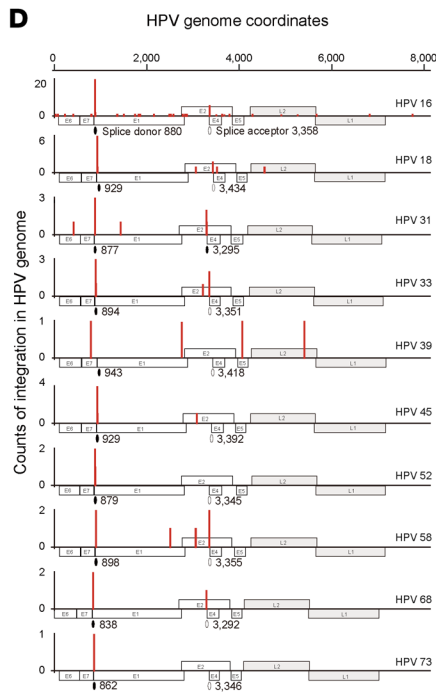 D
HPV genome coordinates
0 2,000 4,000 6,000 8,000
Counts of integration in HPV genome
20
0
HPV 16
E6 E7 E1 E2 E4 E5 L2 L1
Splice donor 880 Splice acceptor 3,358
6
0
HPV 18
E6 E7 E1 E2 E4 E5 L2 L1
929 3,434
3
0
HPV 31
E6 E7 E1 E2 E4 E5 L2 L1
877 3,295
3
0
HPV 33
E6 E7 E1 E2 E4 E5 L2 L1
894 3,351
1
0
HPV 39
E6 E7 E1 E2 E4 E5 L2 L1
943 3,418
4
0
HPV 45
E6 E7 E1 E2 E4 E5 L2 L1
929 3,392
2
0
HPV 52
E6 E7 E1 E2 E4 E5 L2 L1
879 3,345
2
0
HPV 58
E6 E7 E1 E2 E4 E5 L2 L1
898 3,355
2
0
HPV 68
E6 E7 E1 E2 E4 E5 L2 L1
838 3,292
1
0
HPV 73
E6 E7 E1 E2 E4 E5 L2 L1
862 3,346